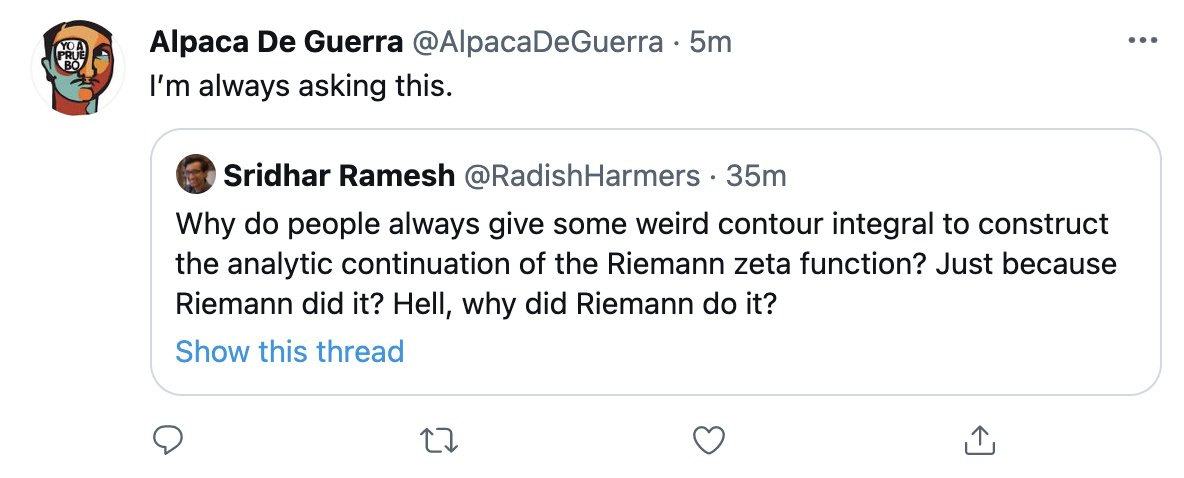 YO A
PRUE
BO
Alpaca De Guerra @AlpacaDeGuerra · 5m
I’m always asking this.
Sridhar Ramesh @RadishHarmers · 35m
Why do people always give some weird contour integral to construct
the analytic continuation of the Riemann zeta function? Just because
Riemann did it? Hell, why did Riemann do it?
Show this thread